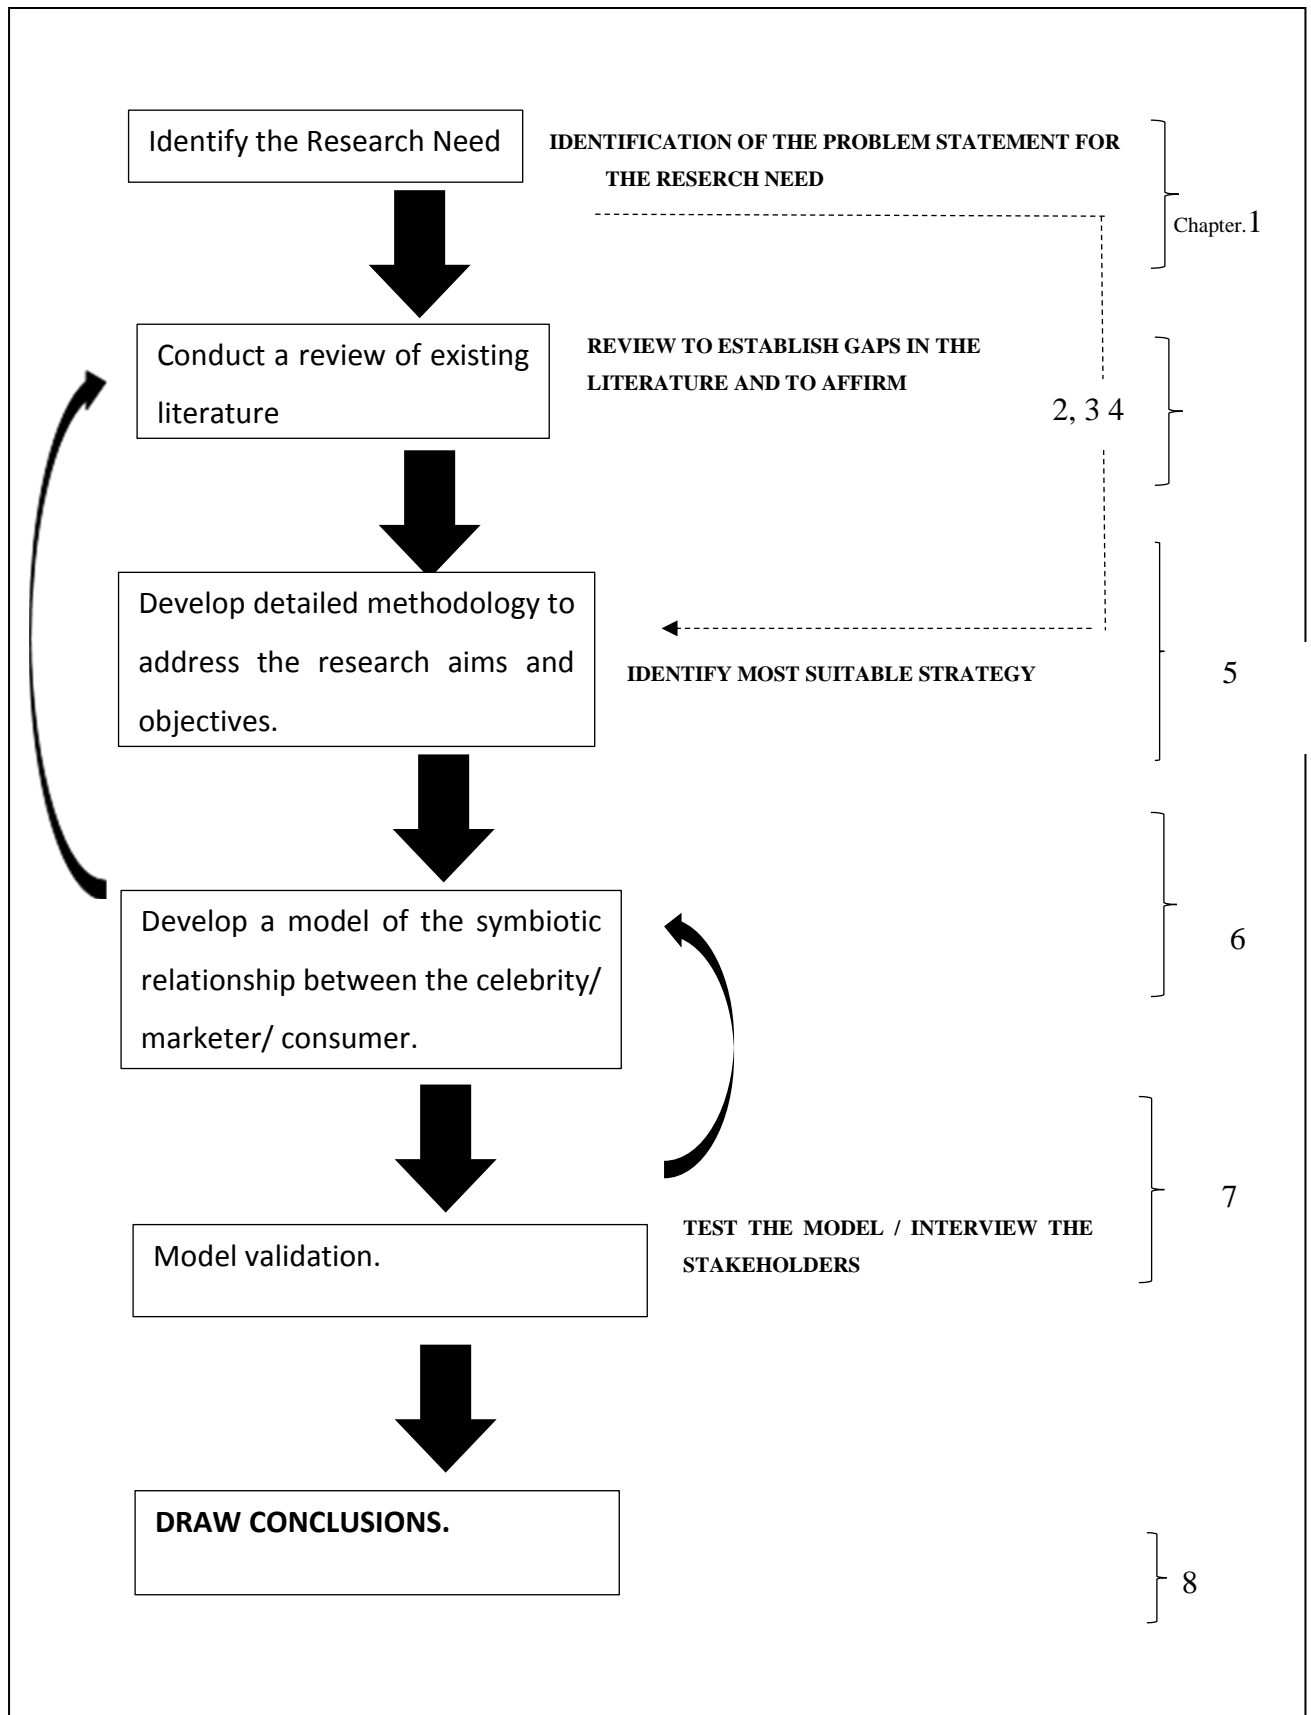 Identify the Research Need
IDENTIFICATION OF THE PROBLEM STATEMENT FOR
THE RESERCH NEED
Chapter.1
Conduct a review of existing
literature
REVIEW TO ESTABLISH GAPS IN THE
LITERATURE AND TO AFFIRM
2, 3 4
Develop detailed methodology to
address the research aims and
objectives.
IDENTIFY MOST SUITABLE STRATEGY
5
Develop a model of the symbiotic
relationship between the celebrity/
marketer/ consumer.
6
Model validation.
TEST THE MODEL / INTERVIEW THE
STAKEHOLDERS
7
DRAW CONCLUSIONS.
8